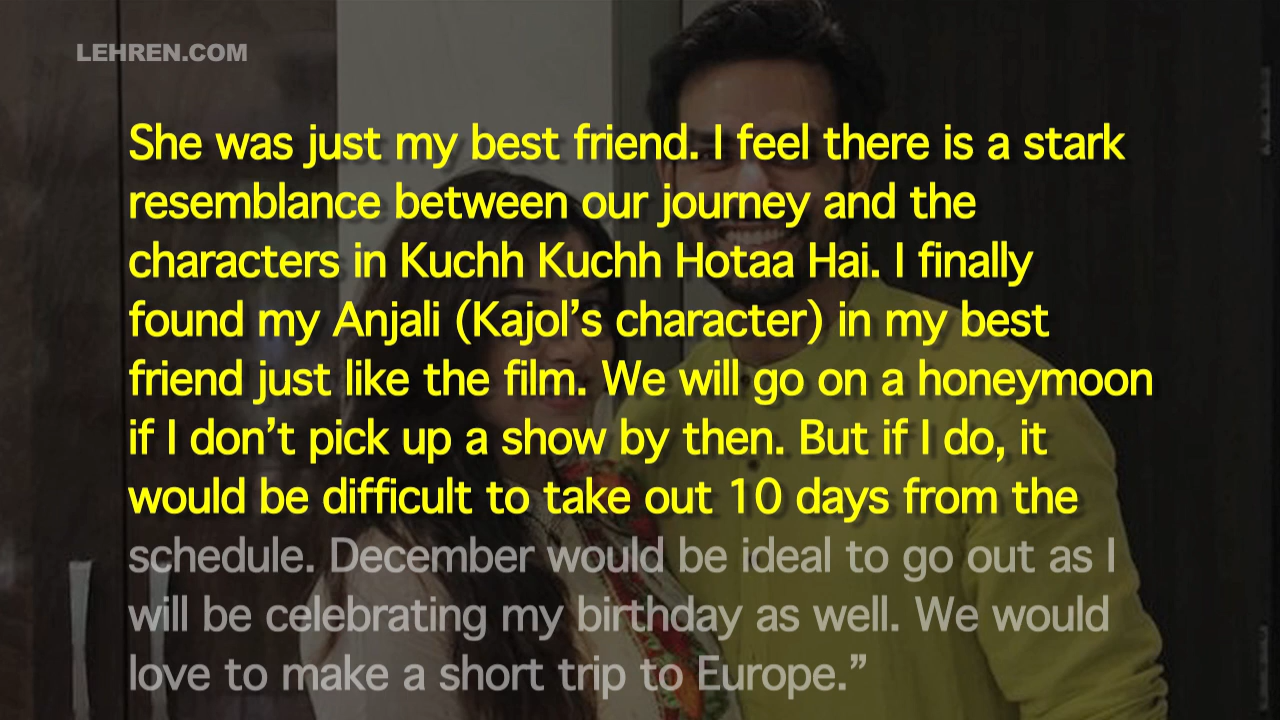 LEHREN.COM
She was just my best friend. I feel there is a stark
resemblance between our journey and the
characters in Kuchh Kuchh Hotaa Hai. I finally
found my Anjali (Kajol’s character) in my best
friend just like the film. We will go on a honeymoon
if I don’t pick up a show by then. But if I do, it
would be difficult to take out 10 days from the
schedule. December would be ideal to go out as I
will be celebrating my birthday as well. We would
love to make a short trip to Europe.”